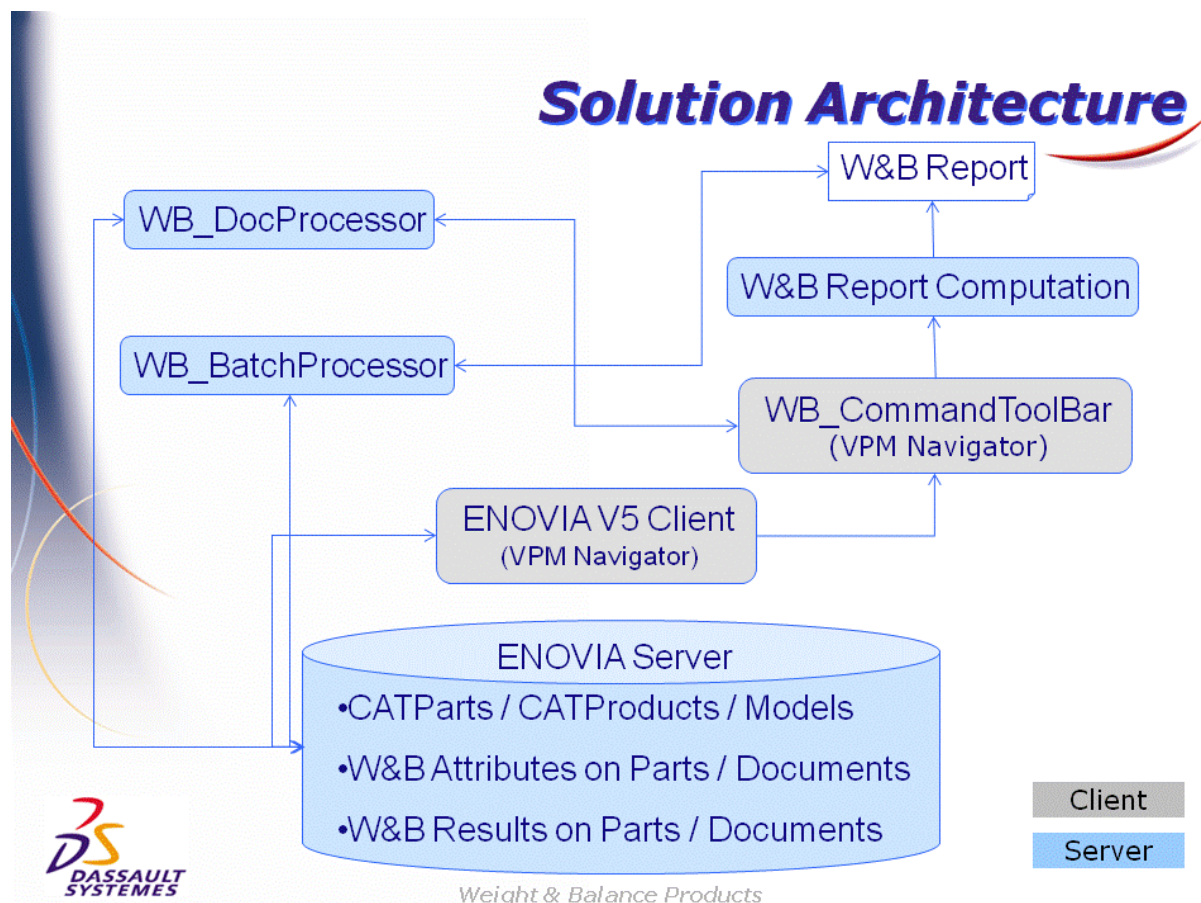 Solution Architecture
W&B Report
WB_DocProcessor
W&B Report Computation
WB_BatchProcessor
WB_CommandToolBar
(VPM Navigator)
ENOVIA V5 Client
(VPM Navigator)
ENOVIA Server
•CATParts / CATProducts / Models
•W&B Attributes on Parts / Documents
•W&B Results on Parts / Documents
Client
Server
DASSAULT
SYSTEMES
Weight & Balance Products